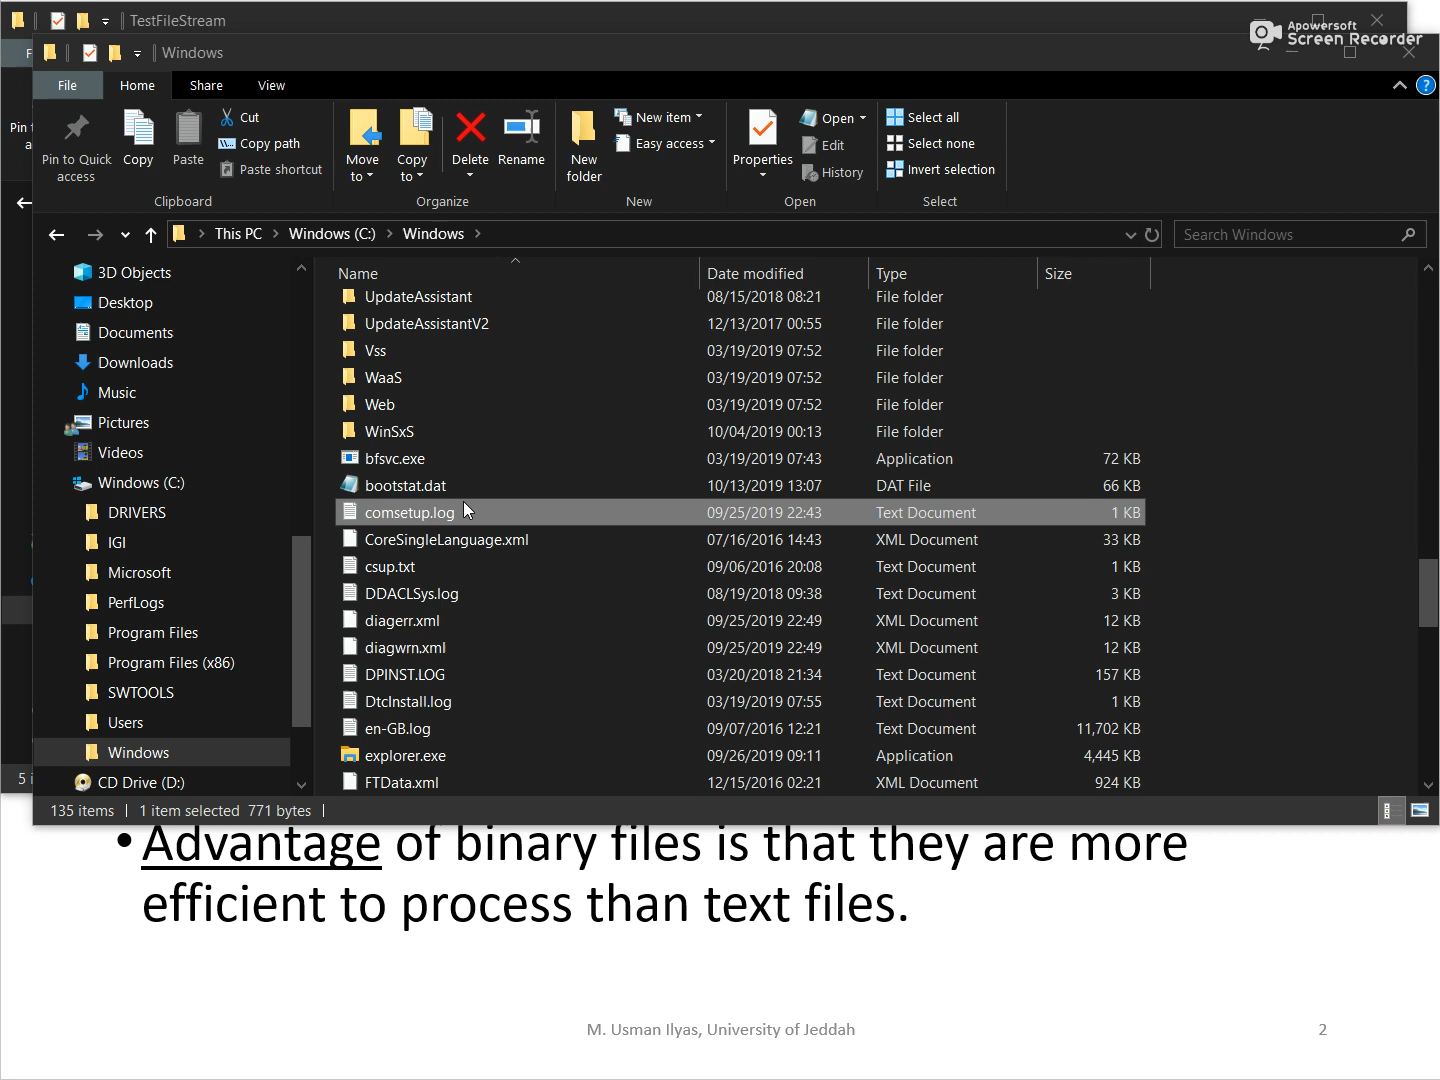 TestFileStream
Apowersoft
Screen Recorder
Windows
File Home Share View
Pin to Quick access
Copy
Paste
Cut
Copy path
Paste shortcut
Clipboard
Move to
Copy to
Delete
Rename
Organize
New folder
New item
Easy access
New
Properties
Open
Edit
History
Open
Select all
Select none
Invert selection
Select
This PC > Windows (C:) > Windows >
Search Windows
3D Objects
Desktop
Documents
Downloads
Music
Pictures
Videos
Windows (C:)
DRIVERS
IGI
Microsoft
PerfLogs
Program Files
Program Files (x86)
SWTOOLS
Users
Windows
CD Drive (D:)
Name Date modified Type Size
UpdateAssistant 08/15/2018 08:21 File folder
UpdateAssistantV2 12/13/2017 00:55 File folder
Vss 03/19/2019 07:52 File folder
WaaS 03/19/2019 07:52 File folder
Web 03/19/2019 07:52 File folder
WinSxS 10/04/2019 00:13 File folder
bfsvc.exe 03/19/2019 07:43 Application 72 KB
bootstat.dat 10/13/2019 13:07 DAT File 66 KB
comsetup.log 09/25/2019 22:43 Text Document 1 KB
CoreSingleLanguage.xml 07/16/2016 14:43 XML Document 33 KB
csup.txt 09/06/2016 20:08 Text Document 1 KB
DDACLSys.log 08/19/2018 09:38 Text Document 3 KB
diagerr.xml 09/25/2019 22:49 XML Document 12 KB
diagwrn.xml 09/25/2019 22:49 XML Document 12 KB
DPINST.LOG 03/20/2018 21:34 Text Document 157 KB
DtcInstall.log 03/19/2019 07:55 Text Document 1 KB
en-GB.log 09/07/2016 12:21 Text Document 11,702 KB
explorer.exe 09/26/2019 09:11 Application 4,445 KB
FTData.xml 12/15/2016 02:21 XML Document 924 KB
135 items 1 item selected 771 bytes
• Advantage of binary files is that they are more
efficient to process than text files.
M. Usman Ilyas, University of Jeddah 2